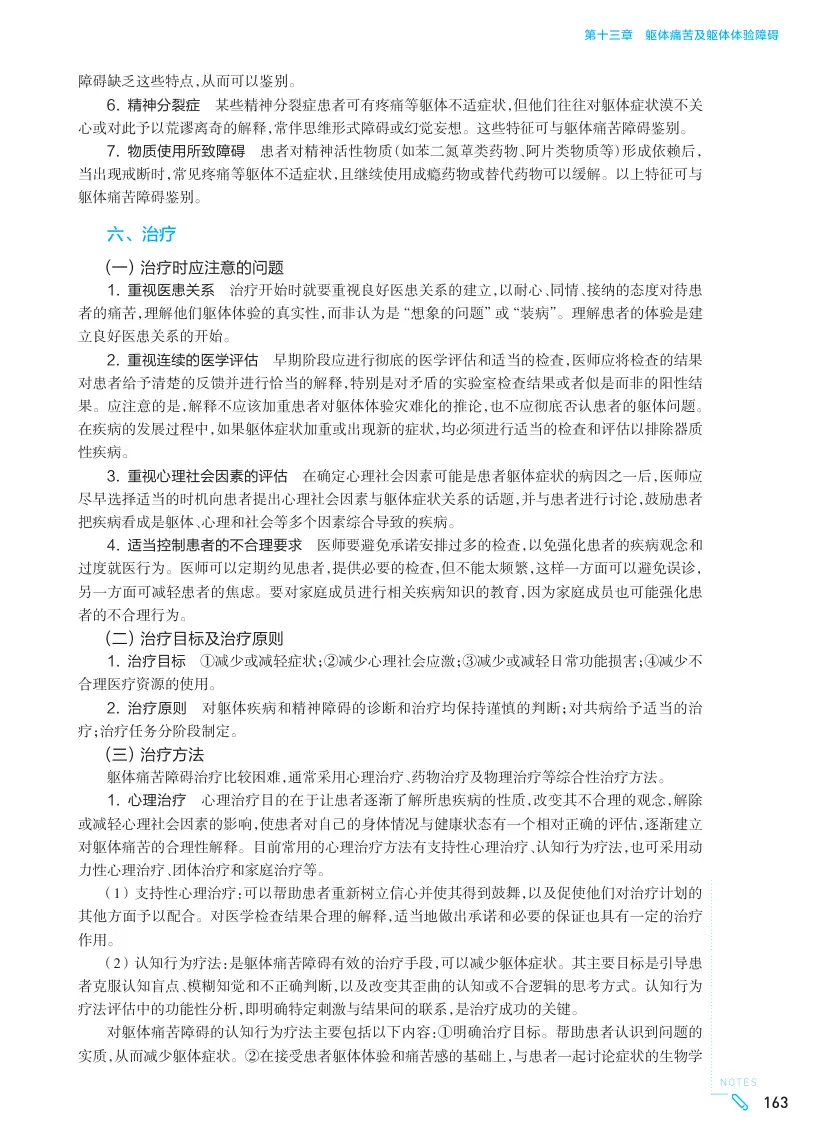 第十三章 躯体痛苦及躯体体验障碍
障碍缺乏这些特点,从而可以鉴别。
6. 精神分裂症 某些精神分裂症患者可有疼痛等躯体不适症状,但他们往往对躯体症状漠不关
心或对此予以荒谬离奇的解释,常伴思维形式障碍或幻觉妄想。这些特征可与躯体痛苦障碍鉴别。
7. 物质使用所致障碍 患者对精神活性物质(如苯二氮䓬类药物、阿片类物质等)形成依赖后,
当出现戒断时,常见疼痛等躯体不适症状,且继续使用成瘾药物或替代药物可以缓解。以上特征可与
躯体痛苦障碍鉴别。
六、治疗
(一)治疗时应注意的问题
1. 重视医患关系 治疗开始时就要重视良好医患关系的建立,以耐心、同情、接纳的态度对待患
者的痛苦,理解他们躯体体验的真实性,而非认为是“想象的问题”或“装病”。理解患者的体验是建
立良好医患关系的开始。
2. 重视连续的医学评估 早期阶段应进行彻底的医学评估和适当的检查,医师应将检查的结果
对患者给予清楚的反馈并进行恰当的解释,特别是对矛盾的实验室检查结果或者似是而非的阳性结
果。应注意的是,解释不应该加重患者对躯体体验灾难化的推论,也不应彻底否认患者的躯体问题。
在疾病的发展过程中,如果躯体症状加重或出现新的症状,均必须进行适当的检查和评估以排除器质
性疾病。
3. 重视心理社会因素的评估 在确定心理社会因素可能是患者躯体症状的病因之一后,医师应
尽早选择适当的时机向患者提出心理社会因素与躯体症状关系的话题,并与患者进行讨论,鼓励患者
把疾病看成是躯体、心理和社会等多个因素综合导致的疾病。
4. 适当控制患者的不合理要求 医师要避免承诺安排过多的检查,以免强化患者的疾病观念和
过度就医行为。医师可以定期约见患者,提供必要的检查,但不能太频繁,这样一方面可以避免误诊,
另一方面可减轻患者的焦虑。要对家庭成员进行相关疾病知识的教育,因为家庭成员也可能强化患
者的不合理行为。
(二)治疗目标及治疗原则
1. 治疗目标 ①减少或减轻症状;②减少心理社会应激;③减少或减轻日常功能损害;④减少不
合理医疗资源的使用。
2. 治疗原则 对躯体疾病和精神障碍的诊断和治疗均保持谨慎的判断;对共病给予适当的治
疗;治疗任务分阶段制定。
(三)治疗方法
躯体痛苦障碍治疗比较困难,通常采用心理治疗、药物治疗及物理治疗等综合性治疗方法。
1. 心理治疗 心理治疗目的在于让患者逐渐了解所患疾病的性质,改变其不合理的观念,解除
或减轻心理社会因素的影响,使患者对自己的身体情况与健康状态有一个相对正确的评估,逐渐建立
对躯体痛苦的合理性解释。目前常用的心理治疗方法有支持性心理治疗、认知行为疗法,也可采用动
力性心理治疗、团体治疗和家庭治疗等。
(1)支持性心理治疗:可以帮助患者重新树立信心并使其得到鼓舞,以及促使他们对治疗计划的
其他方面予以配合。对医学检查结果合理的解释,适当地做出承诺和必要的保证也具有一定的治疗
作用。
(2)认知行为疗法:是躯体痛苦障碍有效的治疗手段,可以减少躯体症状。其主要目标是引导患
者克服认知盲点、模糊知觉和不正确判断,以及改变其歪曲的认知或不合逻辑的思考方式。认知行为
疗法评估中的功能性分析,即明确特定刺激与结果间的联系,是治疗成功的关键。
对躯体痛苦障碍的认知行为疗法主要包括以下内容:①明确治疗目标。帮助患者认识到问题的
实质,从而减少躯体症状。②在接受患者躯体体验和痛苦感的基础上,与患者一起讨论症状的生物学
NOTES
163